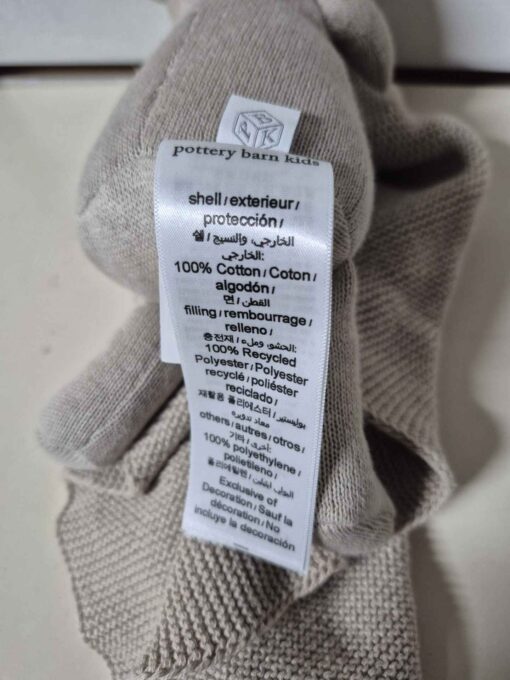 P B K
pottery barn kids
shell / exterieur /
protección /
쉘 / الخارجي، والنسيج
الخارجي:
100% Cotton / Coton /
algodón /
면 / القطن
filling / rembourrage /
relleno /
충전재 / الحشو، وملء:
100% Recycled
Polyester / Polyester
recyclé / poliéster
reciclado /
재활용 폴리에스터 / بوليستر
معاد تدويره
others / autres / otros /
기타 / أخرى:
100% polyethylene /
polietileno /
폴리에틸렌 /
Exclusive of
Decoration / Sauf la
décoration / No
incluye la decoración